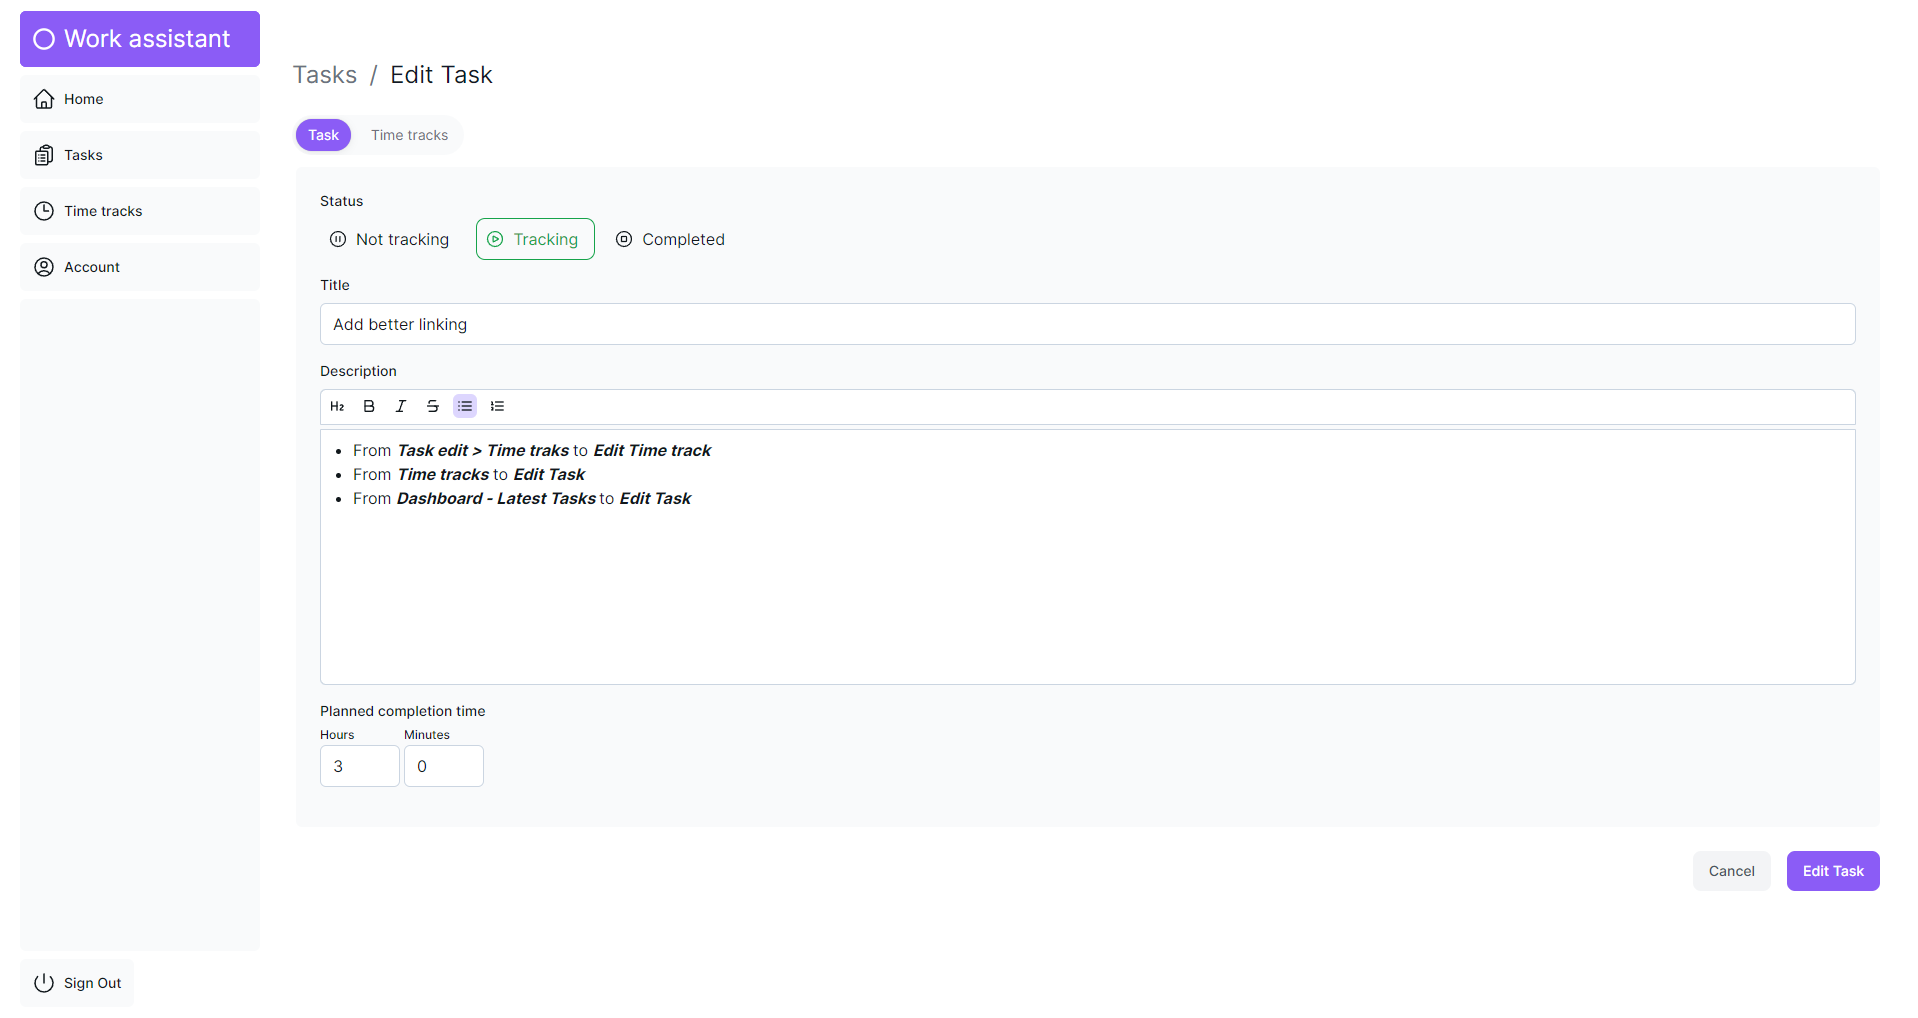 Work assistant
Home
Tasks
Time tracks
Account
Sign Out
Tasks / Edit Task
Task Time tracks
Status
Not tracking Tracking Completed
Title
Add better linking
Description
H2 B I S
• From Task edit > Time traks to Edit Time track
• From Time tracks to Edit Task
• From Dashboard - Latest Tasks to Edit Task
Planned completion time
Hours Minutes
3 0
Cancel Edit Task